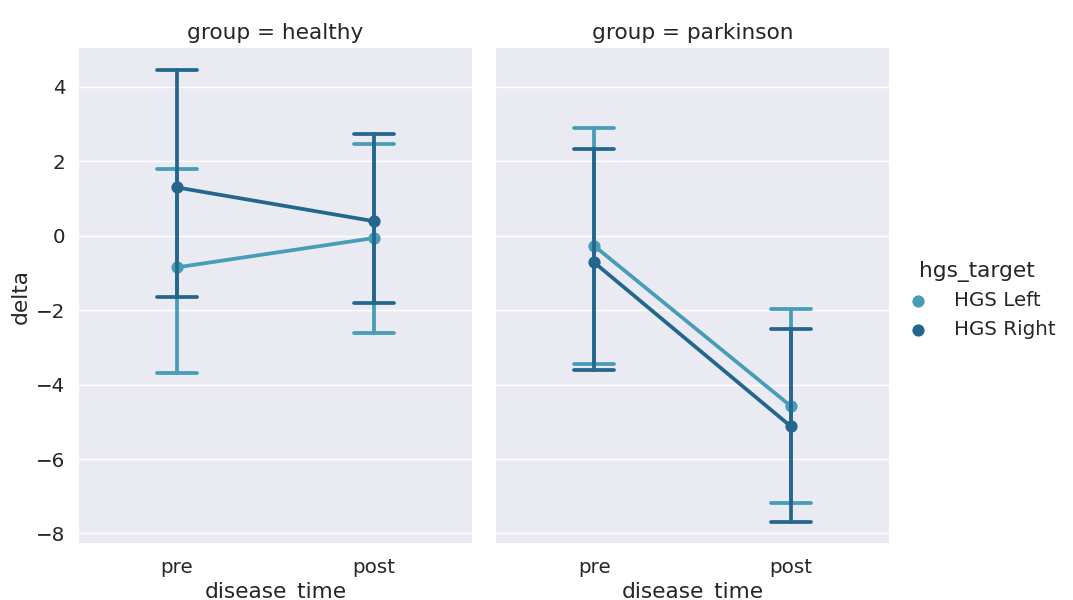 group = healthy
group = parkinson
delta
4
2
0
−2
−4
−6
−8
pre
post
disease_time
pre
post
disease_time
hgs_target
HGS Left
HGS Right